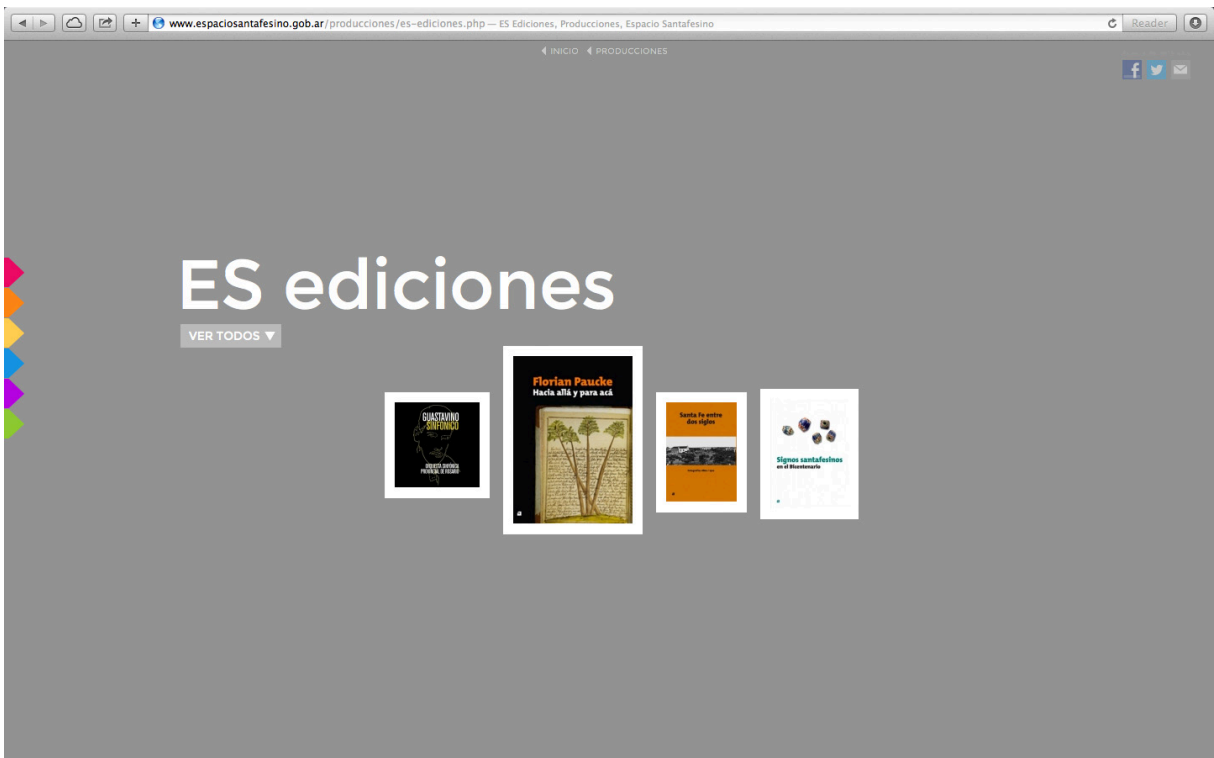 www.espaciosantafesino.gob.ar/producciones/es-ediciones.php — ES Ediciones, Producciones, Espacio Santafesino
Reader
INICIO PRODUCCIONES
ES ediciones
VER TODOS
GUASTAVINO
SINFÓNICO
ORQUESTA SINFÓNICA
PROVINCIAL DE ROSARIO
Florian Paucke
Hacia allá y para acá
Santa Fe entre
dos siglos
Signos santafesinos
en el Bicentenario